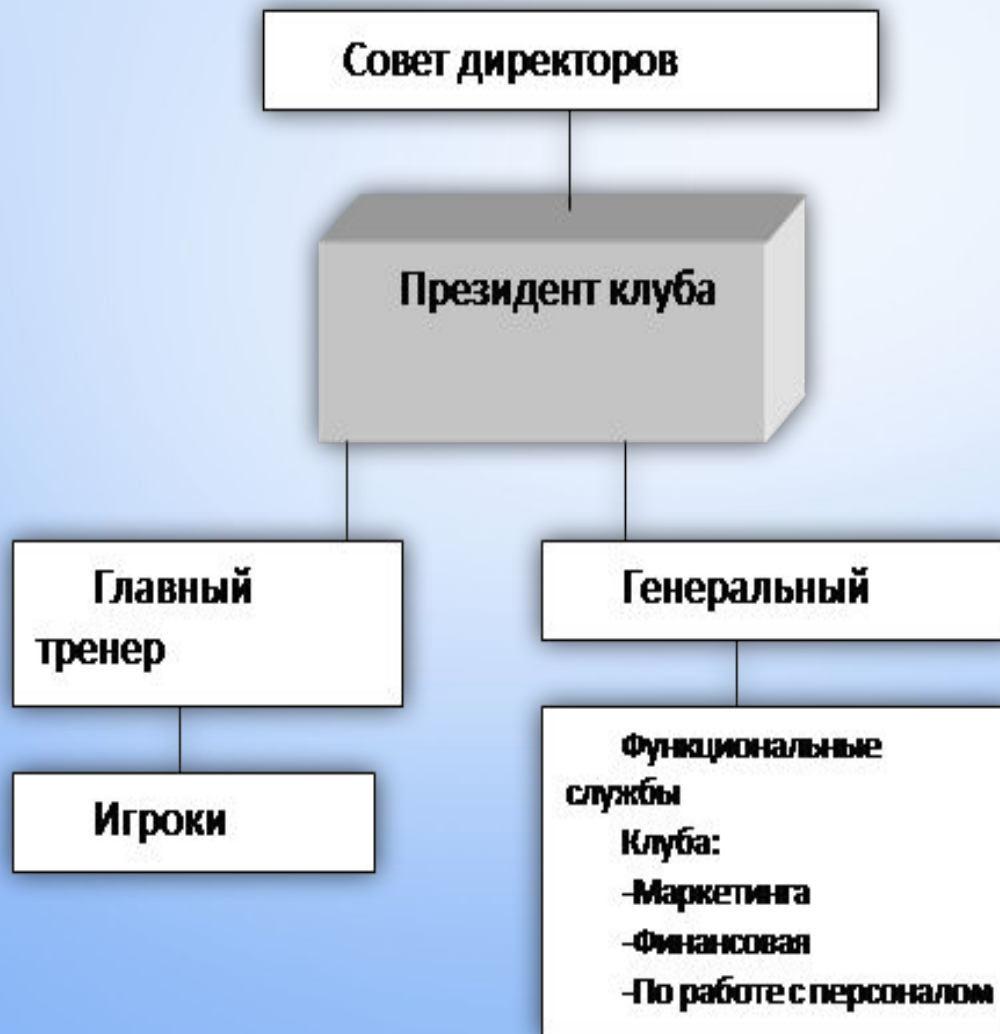 Совет директоров
Президент клуба
Главный
тренер
Генеральный
Игроки
Функциональные
службы
Клуба:
-Маркетинга
-Финансовая
-По работе с персоналом